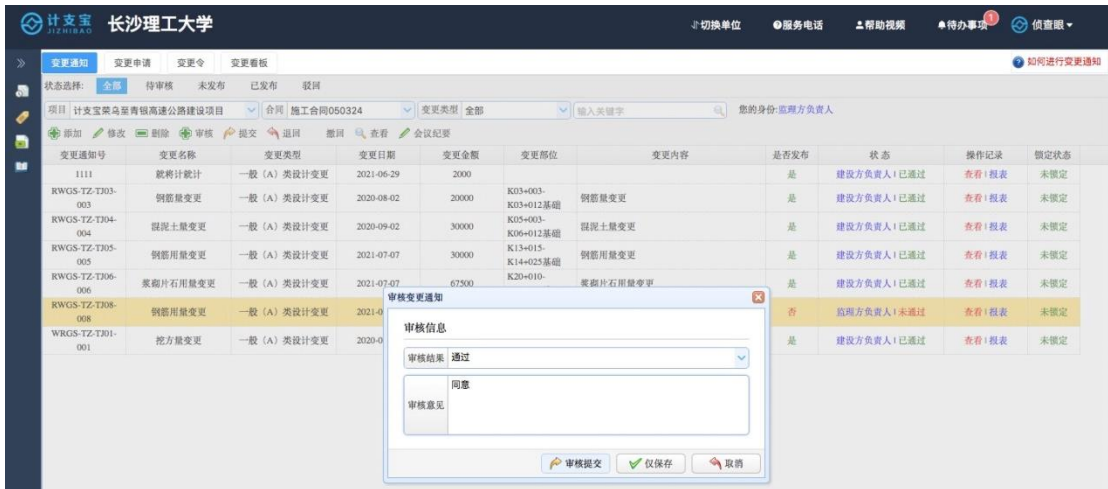 计支宝 JIZHIBAO 长沙理工大学 切换单位 服务电话 帮助视频 待办事项 1 侦查眼
变更通知 变更申请 变更令 变更看板 如何进行变更通知
状态选择: 全部 待审核 未发布 已发布 驳回
项目 计支宝荣乌至青银高速公路建设项目 合同 施工合同050324 变更类型 全部 输入关键字 您的身份:监理方负责人
添加 修改 删除 审核 提交 退回 撤回 查看 会议纪要
变更通知号 变更名称 变更类型 变更日期 变更金额 变更部位 变更内容 是否发布 状态 操作记录 锁定状态
1111 就将计就计 一般（A）类设计变更 2021-06-29 2000 是 建设方负责人|已通过 查看|报表 未锁定
RWGS-TZ-TJ03-003 钢筋量变更 一般（A）类设计变更 2020-08-02 20000 K03+003-K03+012基础 钢筋量变更 是 建设方负责人|已通过 查看|报表 未锁定
RWGS-TZ-TJ04-004 混泥土量变更 一般（A）类设计变更 2020-09-02 30000 K05+003-K06+012基础 混泥土量变更 是 建设方负责人|已通过 查看|报表 未锁定
RWGS-TZ-TJ05-005 钢筋用量变更 一般（A）类设计变更 2021-07-07 30000 K13+015-K14+025基础 钢筋用量变更 是 建设方负责人|已通过 查看|报表 未锁定
RWGS-TZ-TJ06-006 浆砌片石用量变更 一般（A）类设计变更 2021-07-07 67500 K20+010- 浆砌片石用量变更 是 建设方负责人|已通过 查看|报表 未锁定
RWGS-TZ-TJ08-008 钢筋用量变更 一般（A）类设计变更 2021-0 否 监理方负责人|未通过 查看|报表 未锁定
WRGS-TZ-TJ01-001 挖方量变更 一般（A）类设计变更 2020-0 是 建设方负责人|已通过 查看|报表 未锁定
审核变更通知
审核信息
审核结果 通过
审核意见 同意
审核提交 仅保存 取消